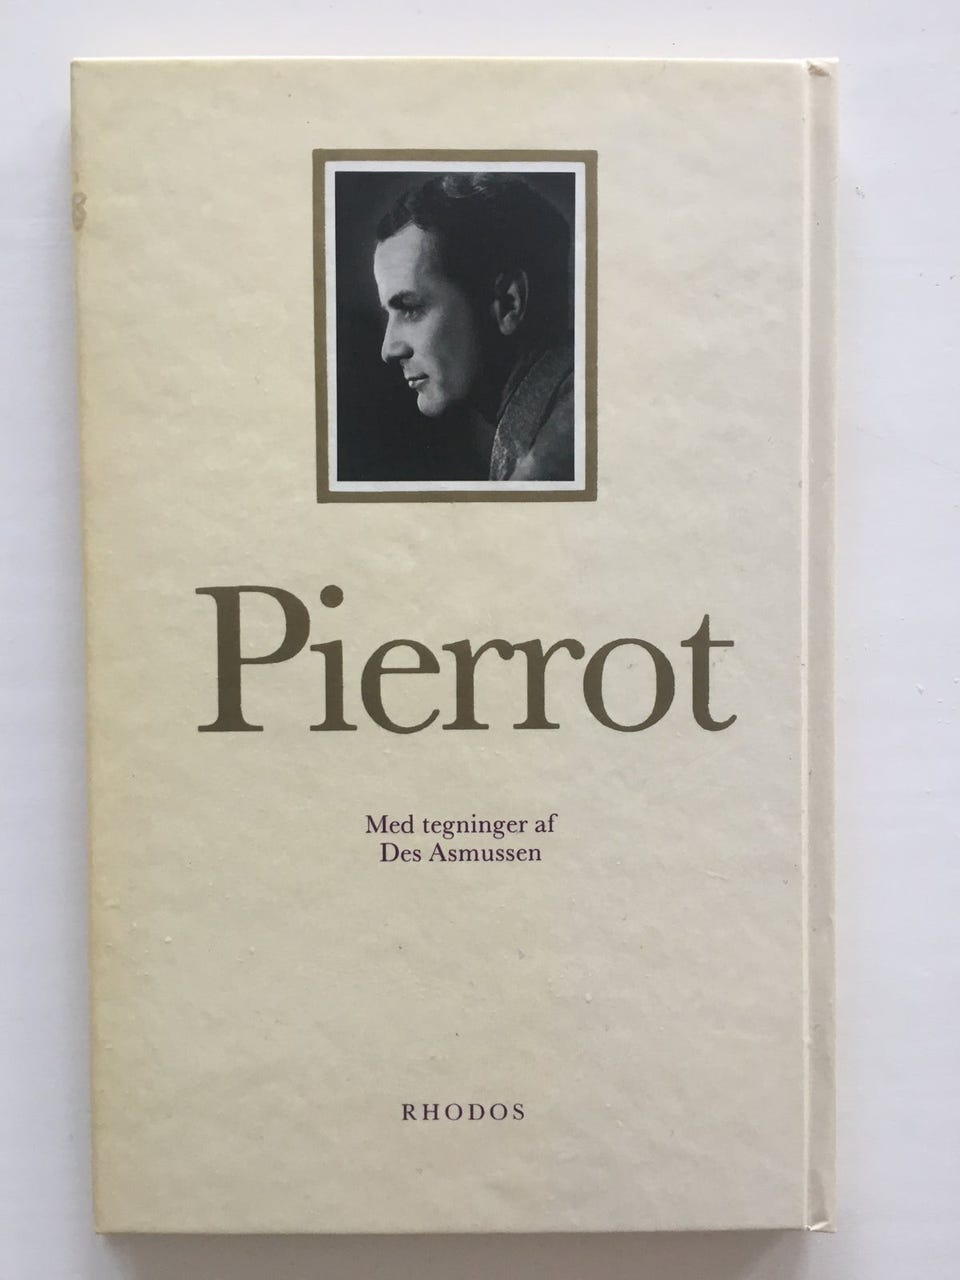 Pierrot
Med tegninger af
Des Asmussen
RHODOS